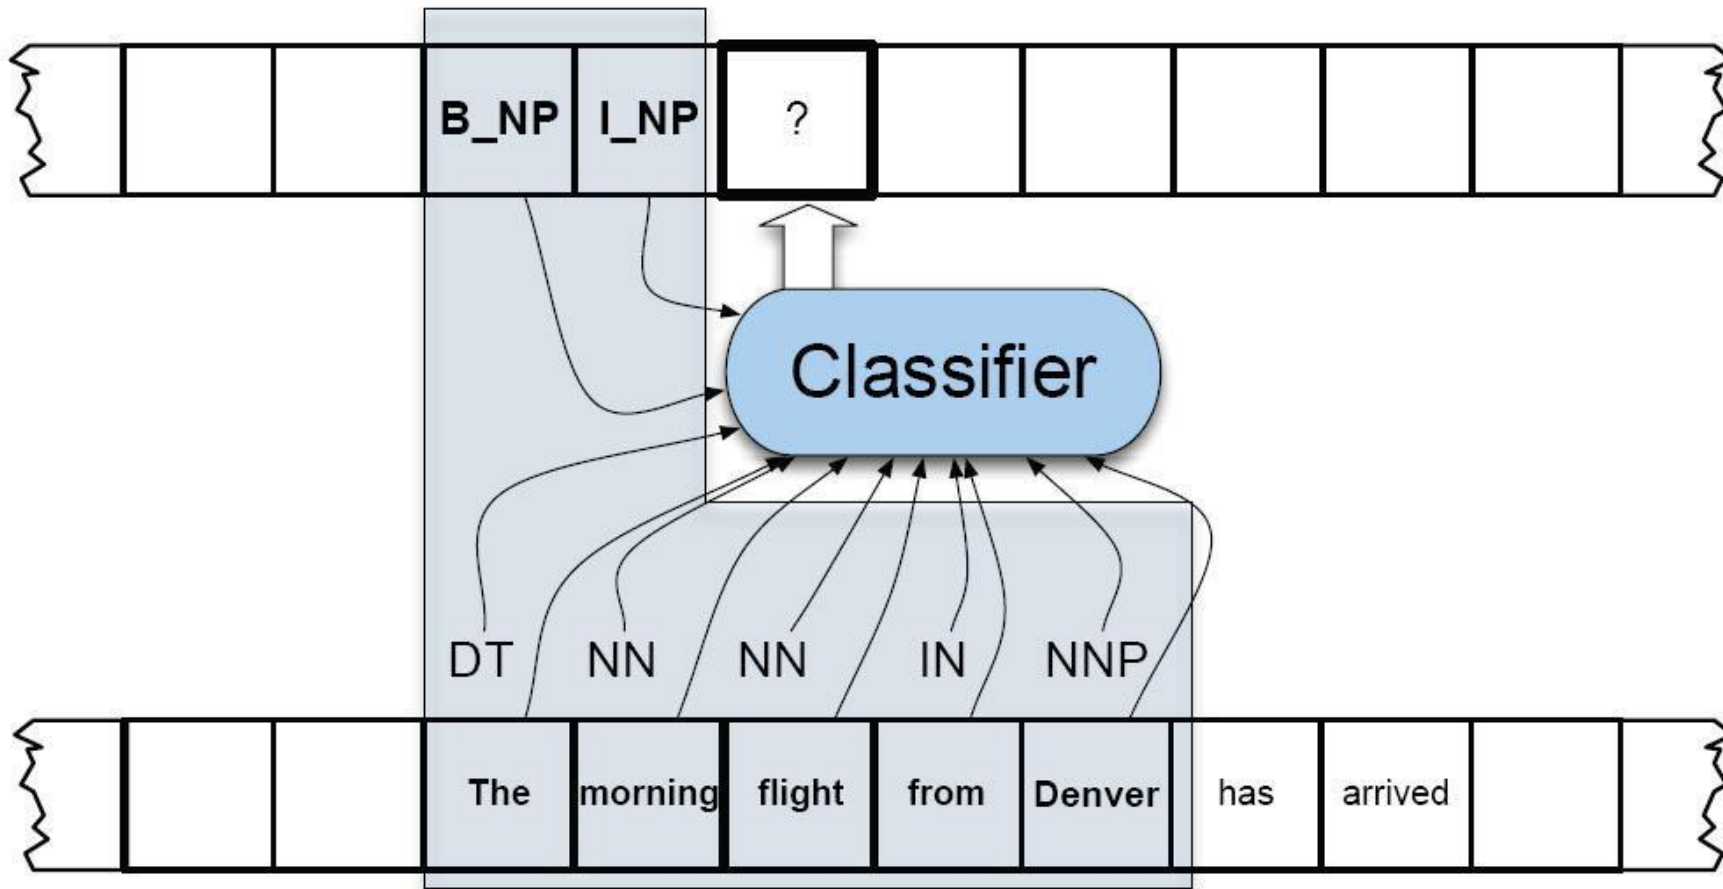 B_NP I_NP ?
Classifier
DT NN NN IN NNP
The morning flight from Denver has arrived